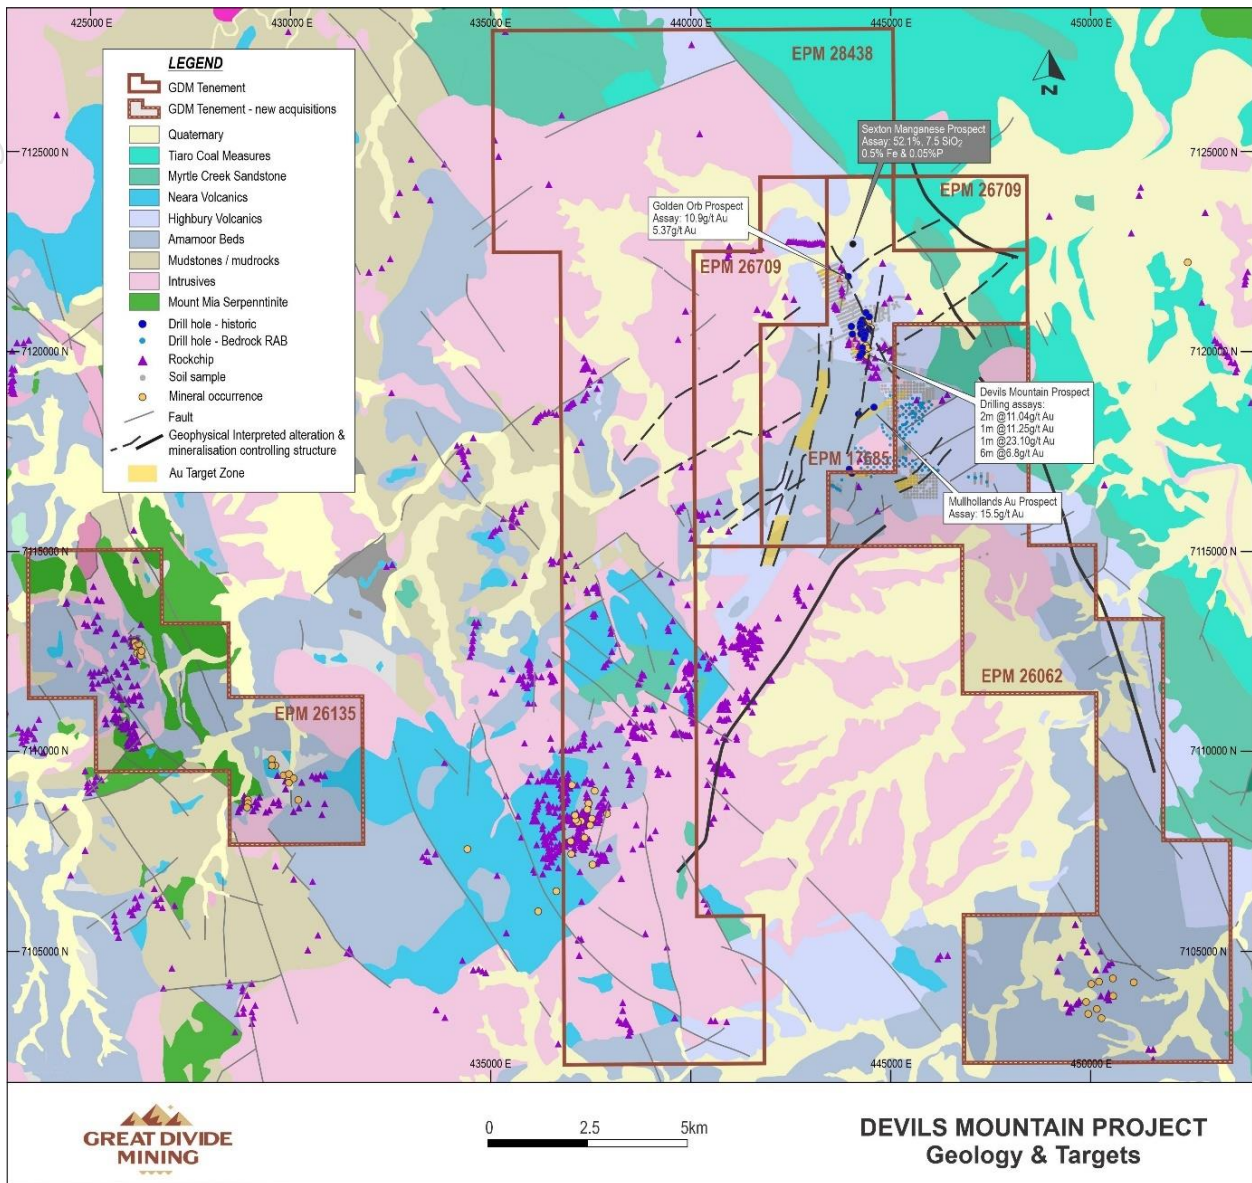 425000 E
430000 E
435000 E
440000 E
445000 E
450000 E
LEGEND
GDM Tenement
GDM Tenement - new acquisitions
Quaternary
Tiaro Coal Measures
Myrtle Creek Sandstone
Neara Volcanics
Highbury Volcanics
Amamoor Beds
Mudstones / mudrocks
Intrusives
Mount Mia Serpenntinite
Drill hole - historic
Drill hole - Bedrock RAB
Rockchip
Soil sample
Mineral occurrence
Fault
Geophysical Interpreted alteration &
mineralisation controlling structure
Au Target Zone
EPM 28438
N
7125000 N
7125000 N
Sexton Manganese Prospect
Assay: 52.1%, 7.5 SiO₂
0.5% Fe & 0.05%P
EPM 26709
Golden Orb Prospect
Assay: 10.9g/t Au
5.37g/t Au
EPM 26709
7120000 N
7120000 N
Devils Mountain Prospect
Drilling assays:
2m @11.04g/t Au
1m @11.25g/t Au
1m @23.10g/t Au
6m @6.8g/t Au
EPM 17685
Mullhollands Au Prospect
Assay: 15.5g/t Au
7115000 N
7115000 N
EPM 26062
EPM 26135
7110000 N
7110000 N
7105000 N
7105000 N
435000 E
445000 E
450000 E
GREAT DIVIDE
MINING
0 2.5 5km
DEVILS MOUNTAIN PROJECT
Geology & Targets